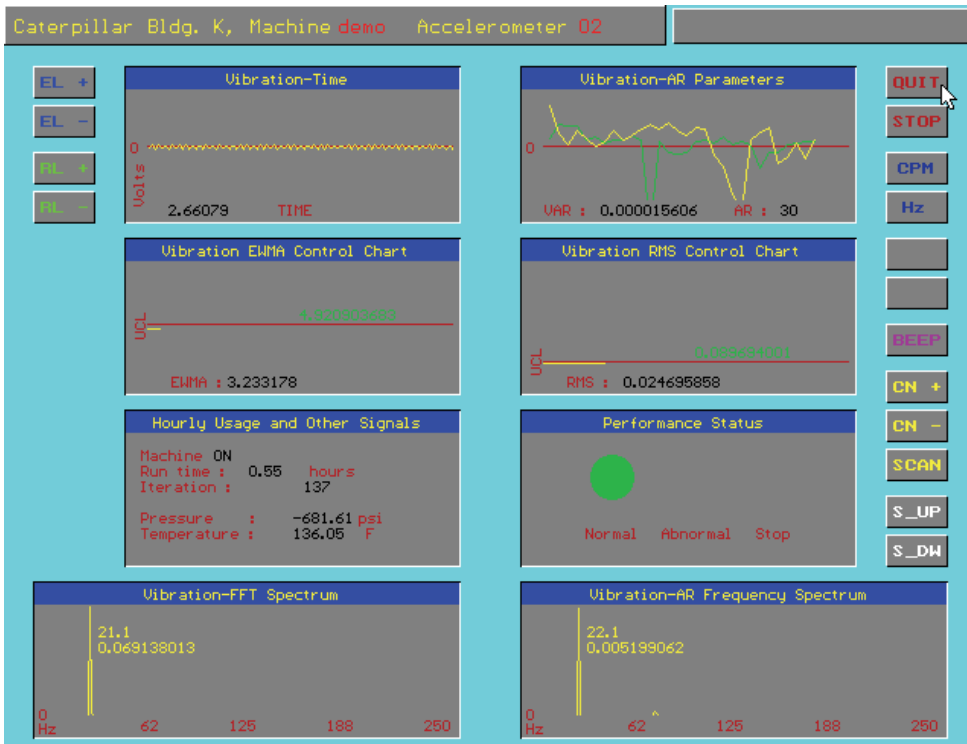 Caterpillar Bldg. K, Machine demo Accelerometer 02
EL +
EL -
RL +
RL -
Vibration-Time
0
Volts
2.66079 TIME
Vibration-AR Parameters
0
VAR : 0.000015606 AR : 30
QUIT
STOP
CPM
Hz
Vibration EWMA Control Chart
UCL
EWMA : 3.233178
Vibration RMS Control Chart
UCL
RMS : 0.024695858
BEEP
CN +
CN -
SCAN
S_UP
S_DW
Hourly Usage and Other Signals
Machine ON
Run time : 0.55 hours
Iteration : 137
Pressure : -681.61 psi
Temperature : 136.05 F
Performance Status
Normal Abnormal Stop
Vibration-FFT Spectrum
21.1
0.069138013
0
Hz 62 125 188 250
Vibration-AR Frequency Spectrum
22.1
0.005199062
0
Hz 62 125 188 250